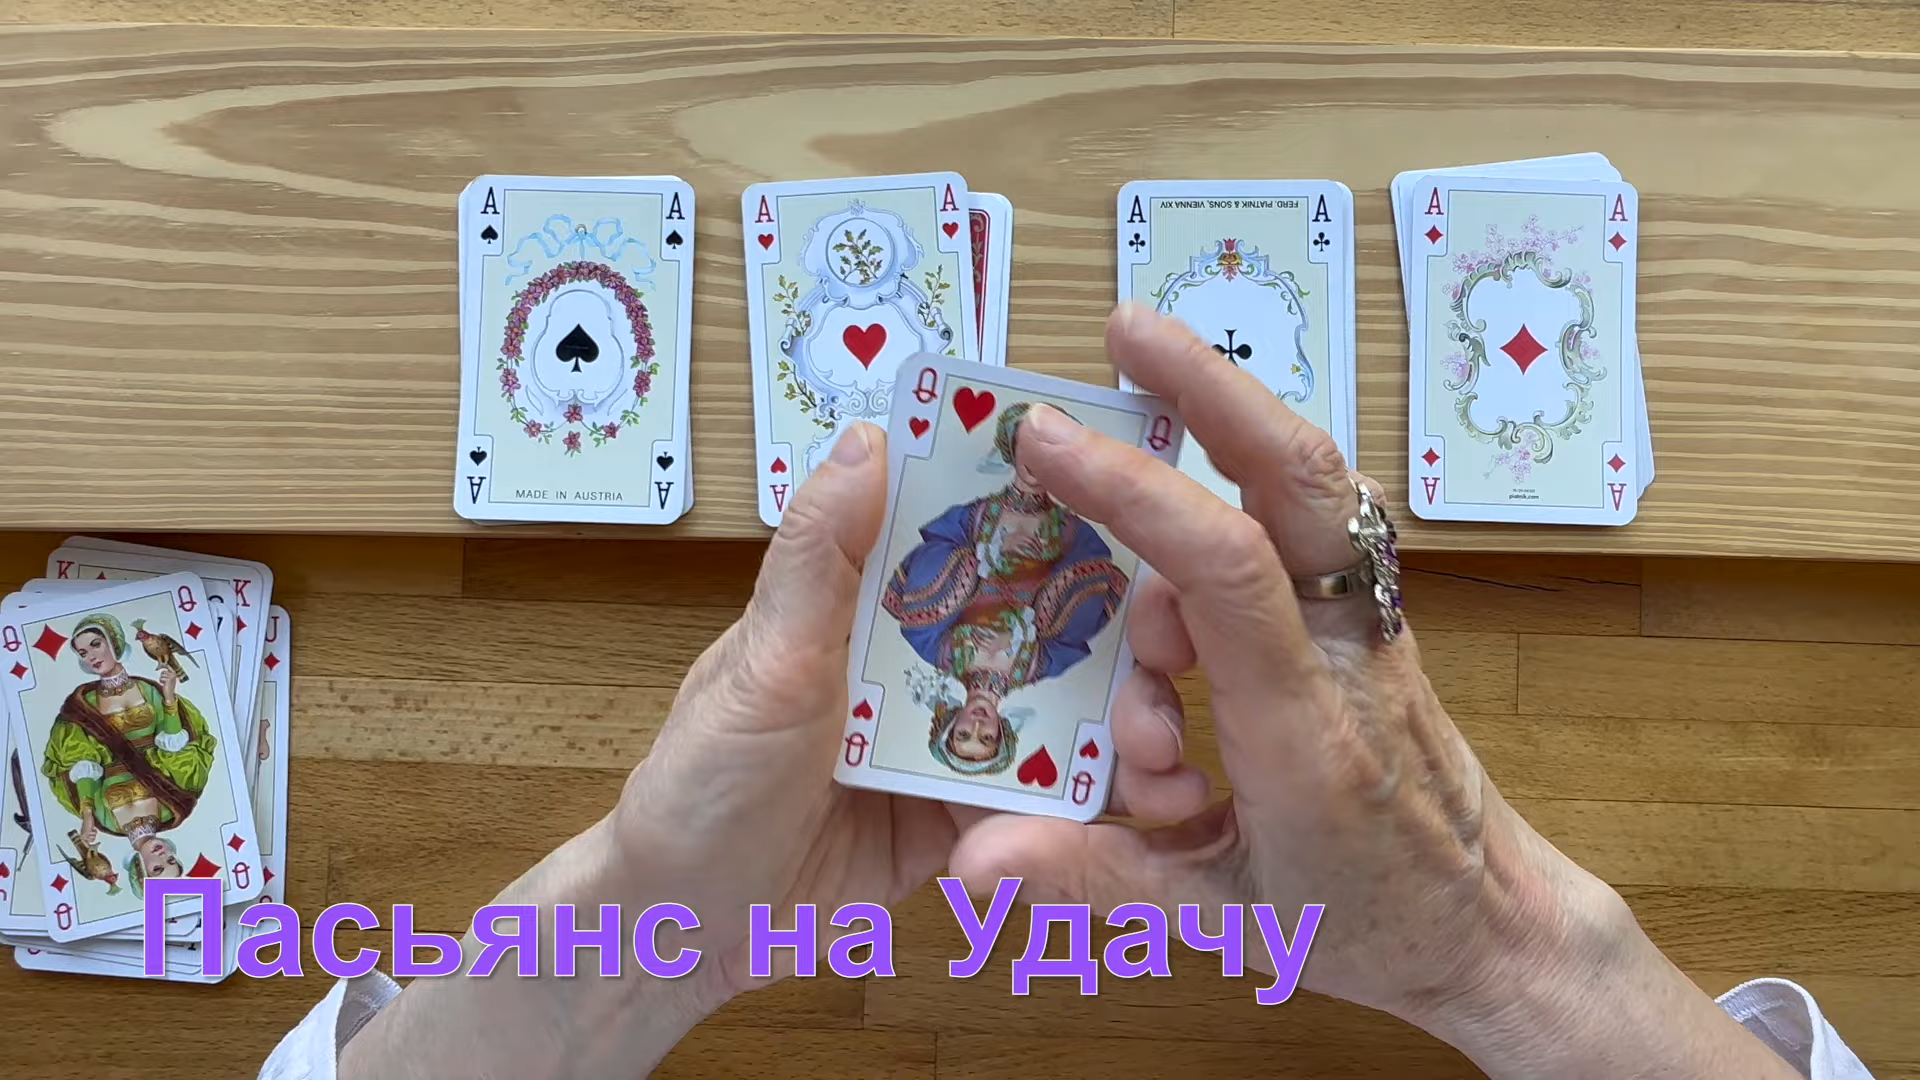 A A
MADE IN AUSTRIA
A A
A A
A
A A
FERD. PIATNIK & SONS, VIENNA XIV
A A
piatnik.com
A A
Q Q
Q Q
K K
J
Q Q
Q Q
Пасьянс на Удачу